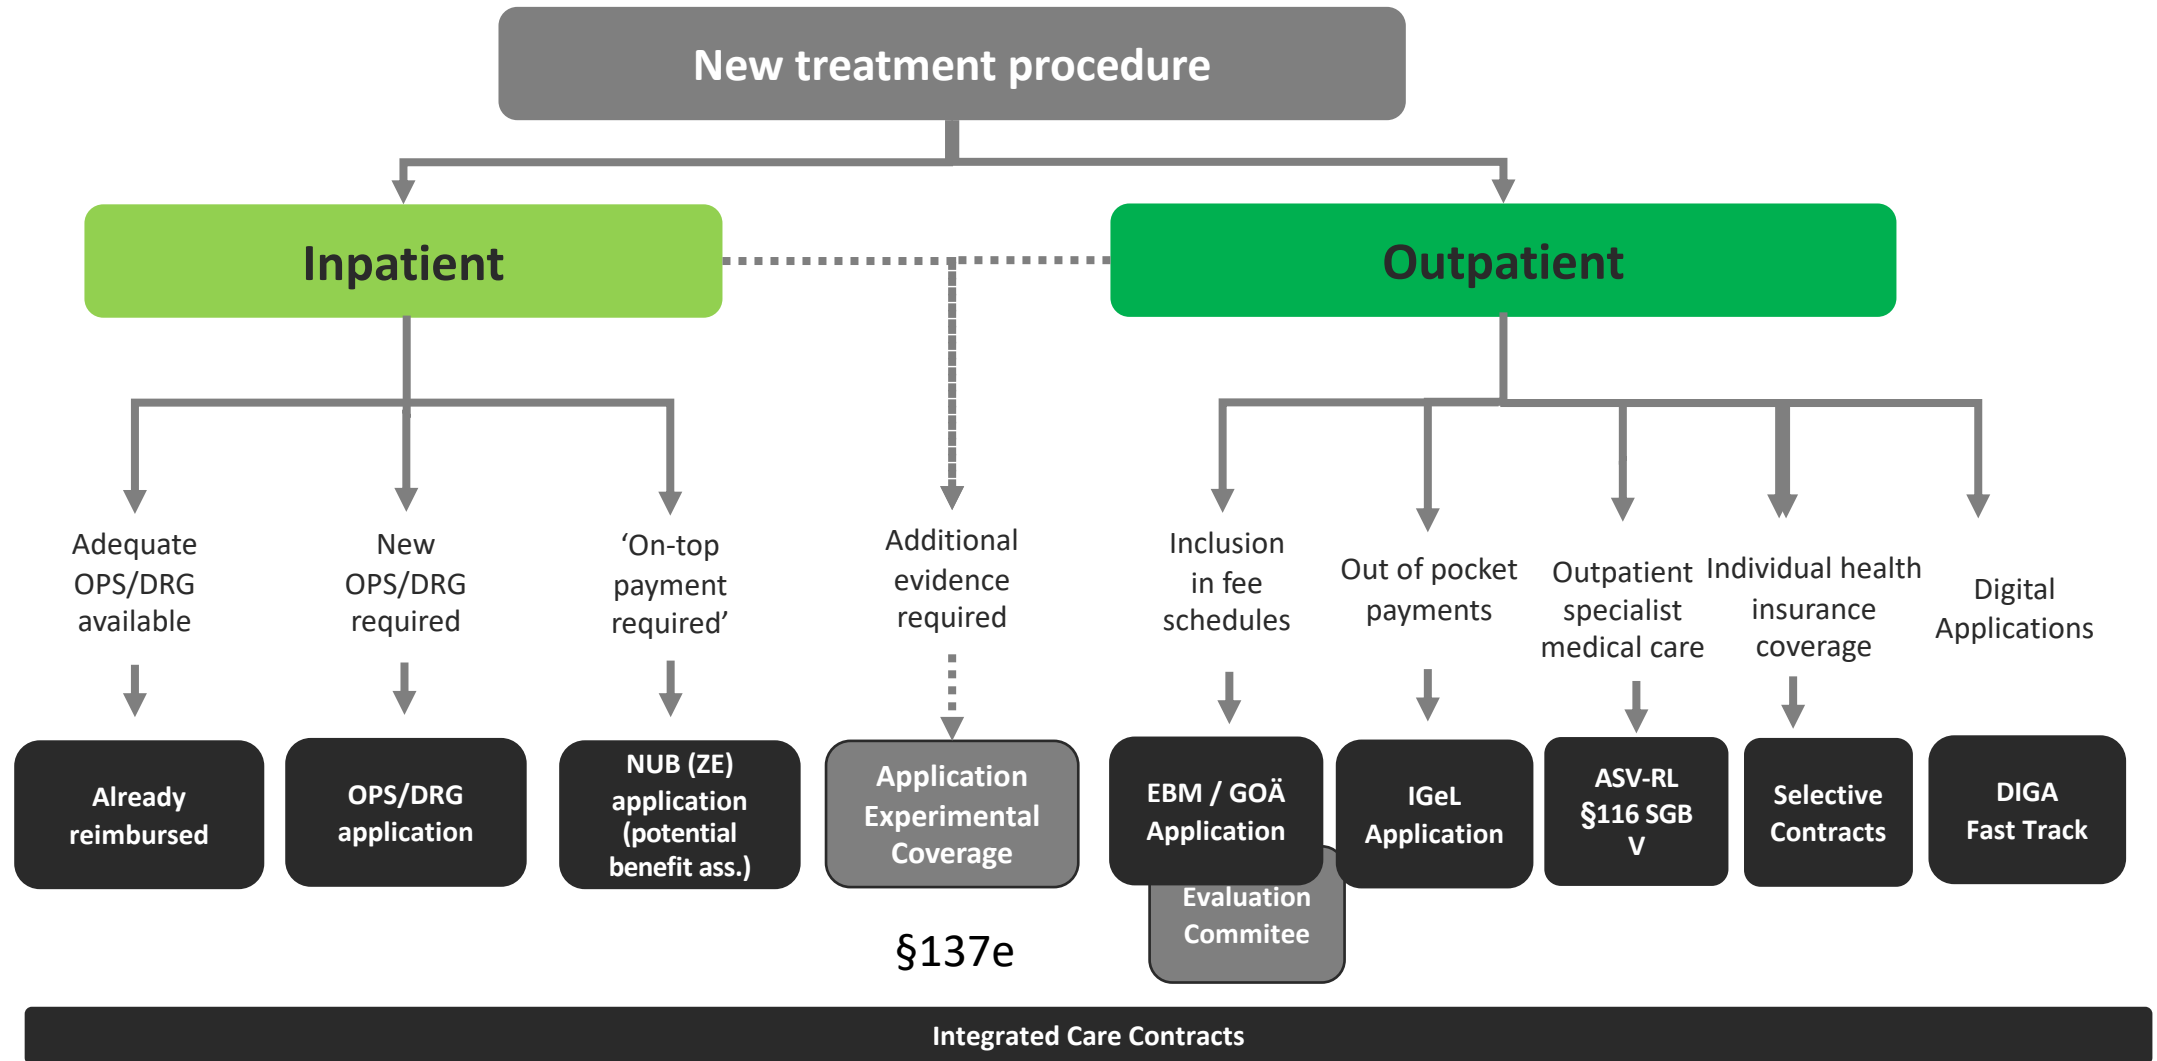 New treatment procedure
Inpatient
Outpatient
Adequate
OPS/DRG
available
New
OPS/DRG
required
‘On-top
payment
required’
Additional
evidence
required
Inclusion
in fee
schedules
Out of pocket
payments
Outpatient
specialist
medical care
Individual health
insurance
coverage
Digital
Applications
Already
reimbursed
OPS/DRG
application
NUB (ZE)
application
(potential
benefit ass.)
Application
Experimental
Coverage
EBM / GOÄ
Application
IGeL
Application
ASV-RL
§116 SGB
V
Selective
Contracts
DIGA
Fast Track
Evaluation
Commitee
§137e
Integrated Care Contracts